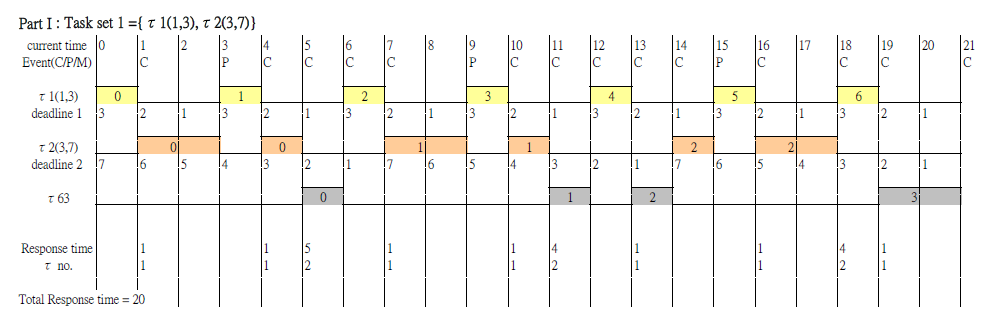 Part I : Task set 1 ={ τ 1(1,3), τ 2(3,7)}
current time 0 1 2 3 4 5 6 7 8 9 10 11 12 13 14 15 16 17 18 19 20 21
Event(C/P/M) C P C C C C P C C C C C P C C C C
τ 1(1,3) 0 1 2 3 4 5 6
deadline 1 3 2 1 3 2 1 3 2 1 3 2 1 3 2 1 3 2 1 3 2 1
τ 2(3,7) 0 0 1 1 2 2
deadline 2 7 6 5 4 3 2 1 7 6 5 4 3 2 1 7 6 5 4 3 2 1
τ 63 0 1 2 3
Response time 1 1 5 1 1 4 1 1 4 1
τ no. 1 1 2 1 1 2 1 1 2 1
Total Response time = 20